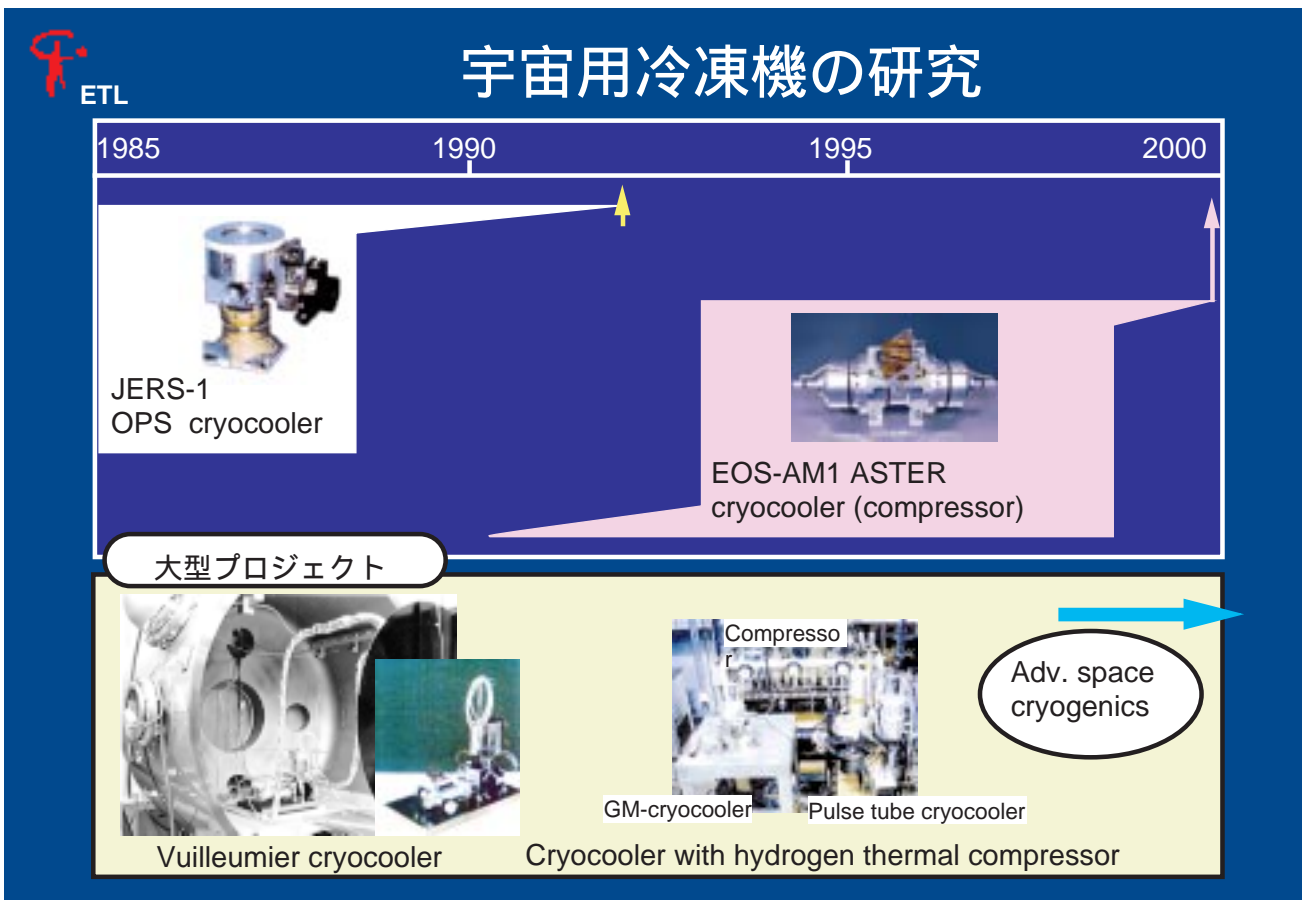 ETL
宇宙用冷凍機の研究
1985 1990 1995 2000
JERS-1
OPS cryocooler
EOS-AM1 ASTER
cryocooler (compressor)
大型プロジェクト
Compresso
r
GM-cryocooler
Pulse tube cryocooler
Adv. space
cryogenics
Vuilleumier cryocooler
Cryocooler with hydrogen thermal compressor